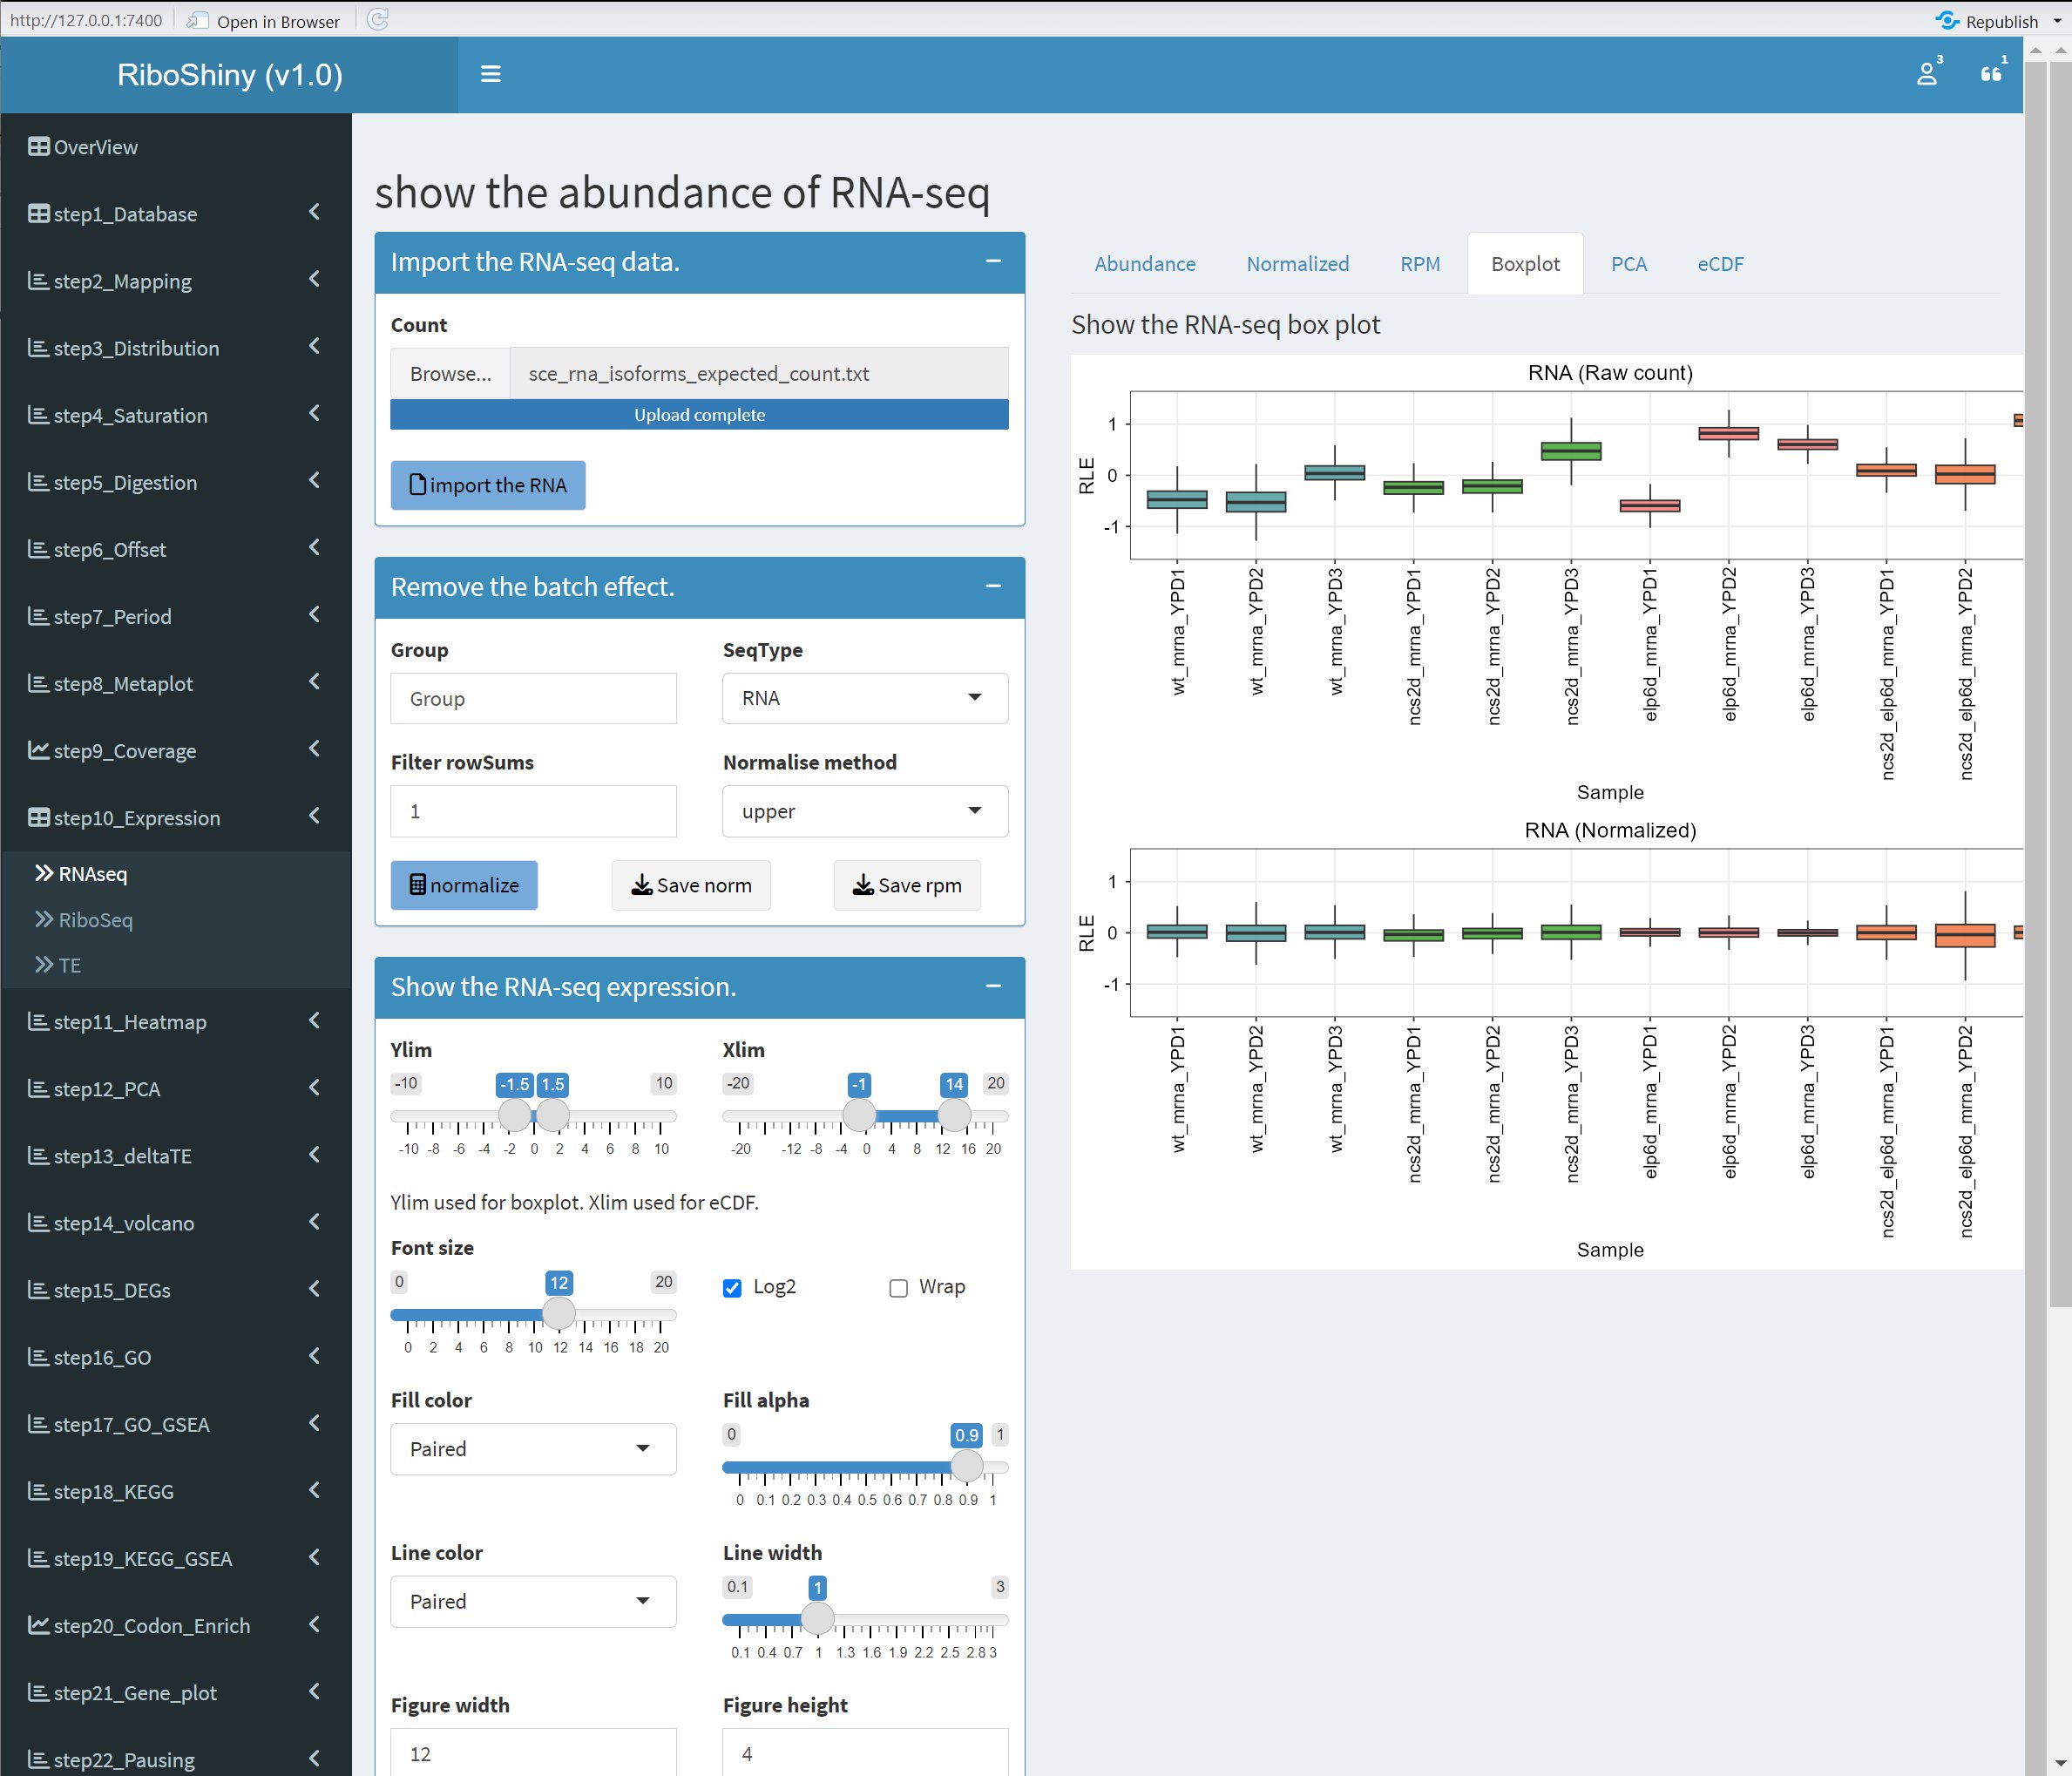 http://127.0.0.1:7400 Open in Browser Republish
RiboShiny (v1.0) 3 1
OverView
step1_Database
step2_Mapping
step3_Distribution
step4_Saturation
step5_Digestion
step6_Offset
step7_Period
step8_Metaplot
step9_Coverage
step10_Expression
RNAseq
RiboSeq
TE
step11_Heatmap
step12_PCA
step13_deltaTE
step14_volcano
step15_DEGs
step16_GO
step17_GO_GSEA
step18_KEGG
step19_KEGG_GSEA
step20_Codon_Enrich
step21_Gene_plot
step22_Pausing
show the abundance of RNA-seq
Import the RNA-seq data.
Count
Browse... sce_rna_isoforms_expected_count.txt
Upload complete
import the RNA
Remove the batch effect.
Group SeqType
Group RNA
Filter rowSums Normalise method
1 upper
normalize Save norm Save rpm
Show the RNA-seq expression.
Ylim Xlim
-10 -1.5 1.5 10 -20 -1 14 20
-10 -8 -6 -4 -2 0 2 4 6 8 10 -20 -12 -8 -4 0 4 8 12 16 20
Ylim used for boxplot. Xlim used for eCDF.
Font size
0 12 20 Log2 Wrap
0 2 4 6 8 10 12 14 16 18 20
Fill color Fill alpha
Paired 0 0.9 1
0 0.1 0.2 0.3 0.4 0.5 0.6 0.7 0.8 0.9 1
Line color Line width
Paired 0.1 1 3
0.1 0.4 0.7 1 1.3 1.6 1.9 2.2 2.5 2.8 3
Figure width Figure height
12 4
Abundance Normalized RPM Boxplot PCA eCDF
Show the RNA-seq box plot
RNA (Raw count)
RLE
1
0
-1
wt_mrna_YPD1
wt_mrna_YPD2
wt_mrna_YPD3
ncs2d_mrna_YPD1
ncs2d_mrna_YPD2
ncs2d_mrna_YPD3
elp6d_mrna_YPD1
elp6d_mrna_YPD2
elp6d_mrna_YPD3
ncs2d_elp6d_mrna_YPD1
ncs2d_elp6d_mrna_YPD2
Sample
RNA (Normalized)
RLE
1
0
-1
wt_mrna_YPD1
wt_mrna_YPD2
wt_mrna_YPD3
ncs2d_mrna_YPD1
ncs2d_mrna_YPD2
ncs2d_mrna_YPD3
elp6d_mrna_YPD1
elp6d_mrna_YPD2
elp6d_mrna_YPD3
ncs2d_elp6d_mrna_YPD1
ncs2d_elp6d_mrna_YPD2
Sample